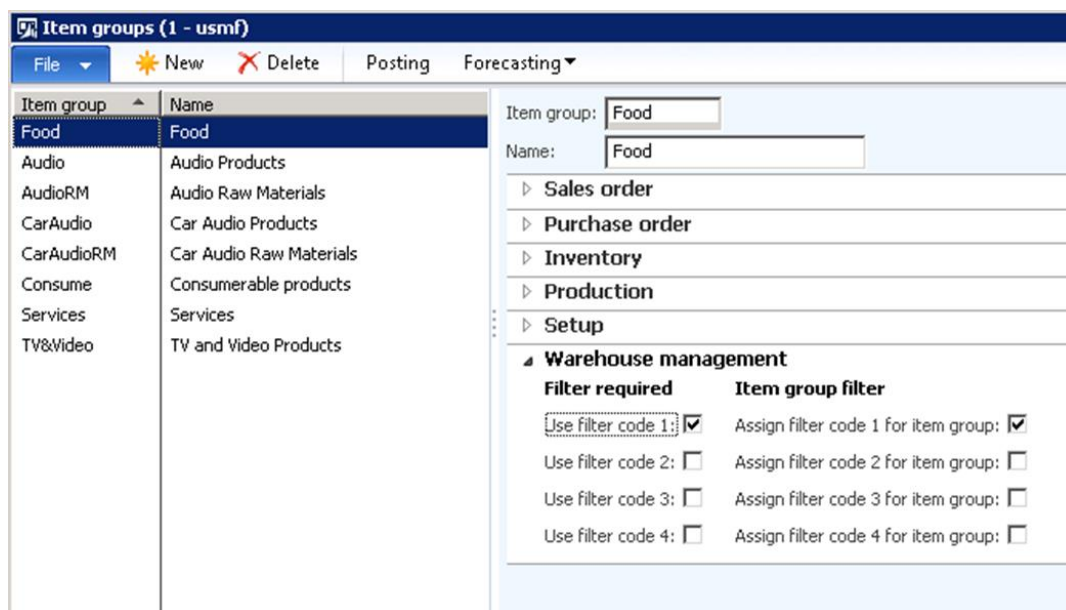 Item groups (1 - usmf)
File New Delete Posting Forecasting
Item group Name
Food Food
Audio Audio Products
AudioRM Audio Raw Materials
CarAudio Car Audio Products
CarAudioRM Car Audio Raw Materials
Consume Consumerable products
Services Services
TV&Video TV and Video Products
Item group: Food
Name: Food
Sales order
Purchase order
Inventory
Production
Setup
Warehouse management
Filter required Item group filter
Use filter code 1: Assign filter code 1 for item group:
Use filter code 2: Assign filter code 2 for item group:
Use filter code 3: Assign filter code 3 for item group:
Use filter code 4: Assign filter code 4 for item group: